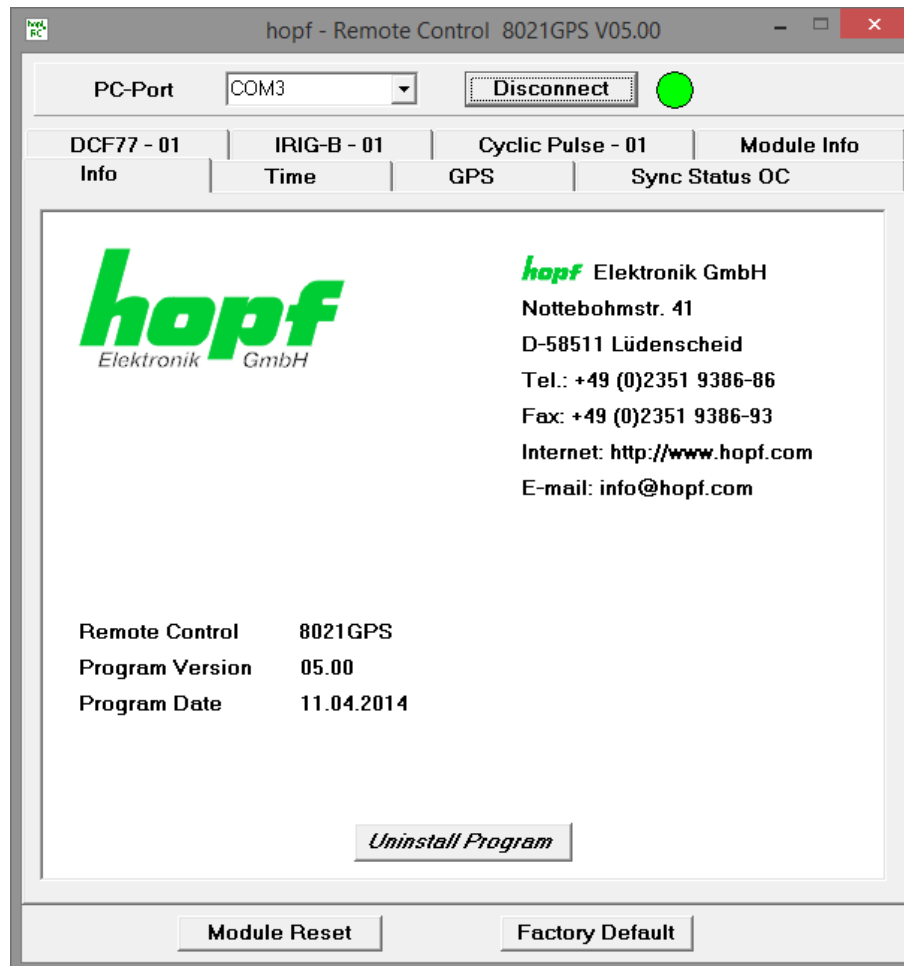 hopf RC
hopf - Remote Control 8021GPS V05.00
PC-Port COM3 Disconnect
DCF77 - 01 IRIG-B - 01 Cyclic Pulse - 01 Module Info
Info Time GPS Sync Status OC
hopf
Elektronik GmbH
hopf Elektronik GmbH
Nottebohmstr. 41
D-58511 Lüdenscheid
Tel.: +49 (0)2351 9386-86
Fax: +49 (0)2351 9386-93
Internet: http://www.hopf.com
E-mail: info@hopf.com
Remote Control 8021GPS
Program Version 05.00
Program Date 11.04.2014
Uninstall Program
Module Reset Factory Default